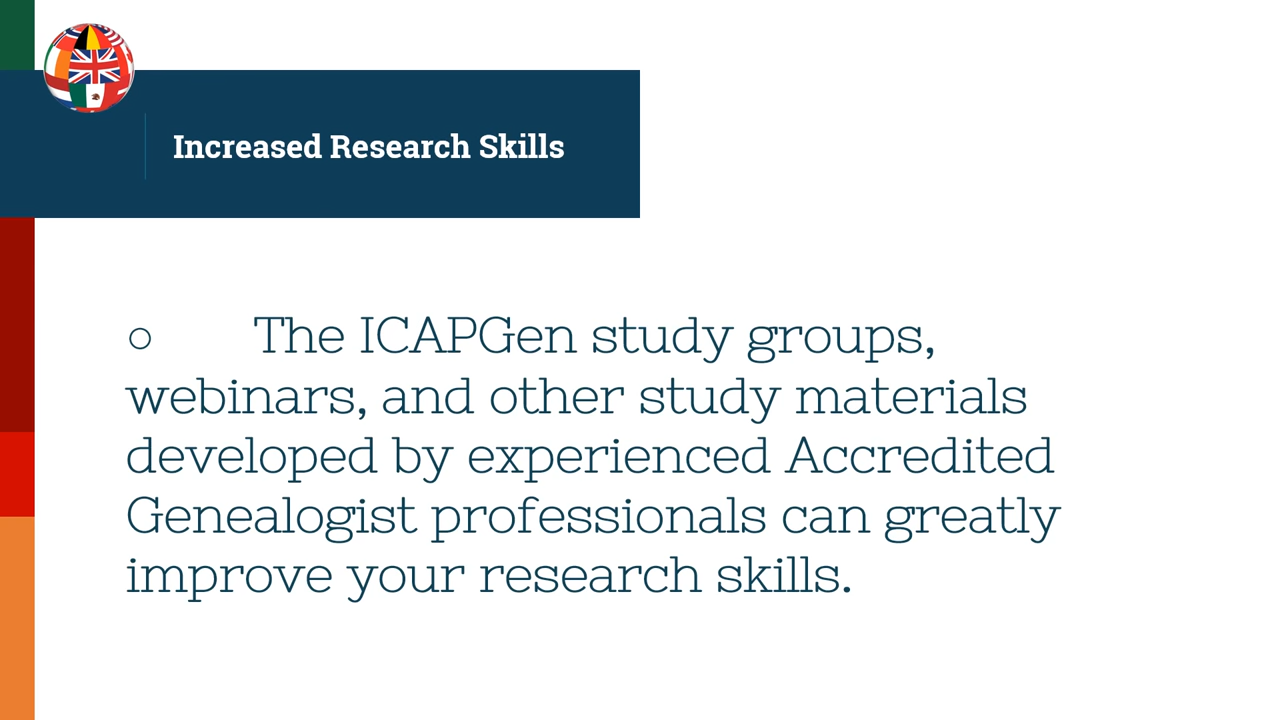 Increased Research Skills
○ The ICAPGen study groups,
webinars, and other study materials
developed by experienced Accredited
Genealogist professionals can greatly
improve your research skills.